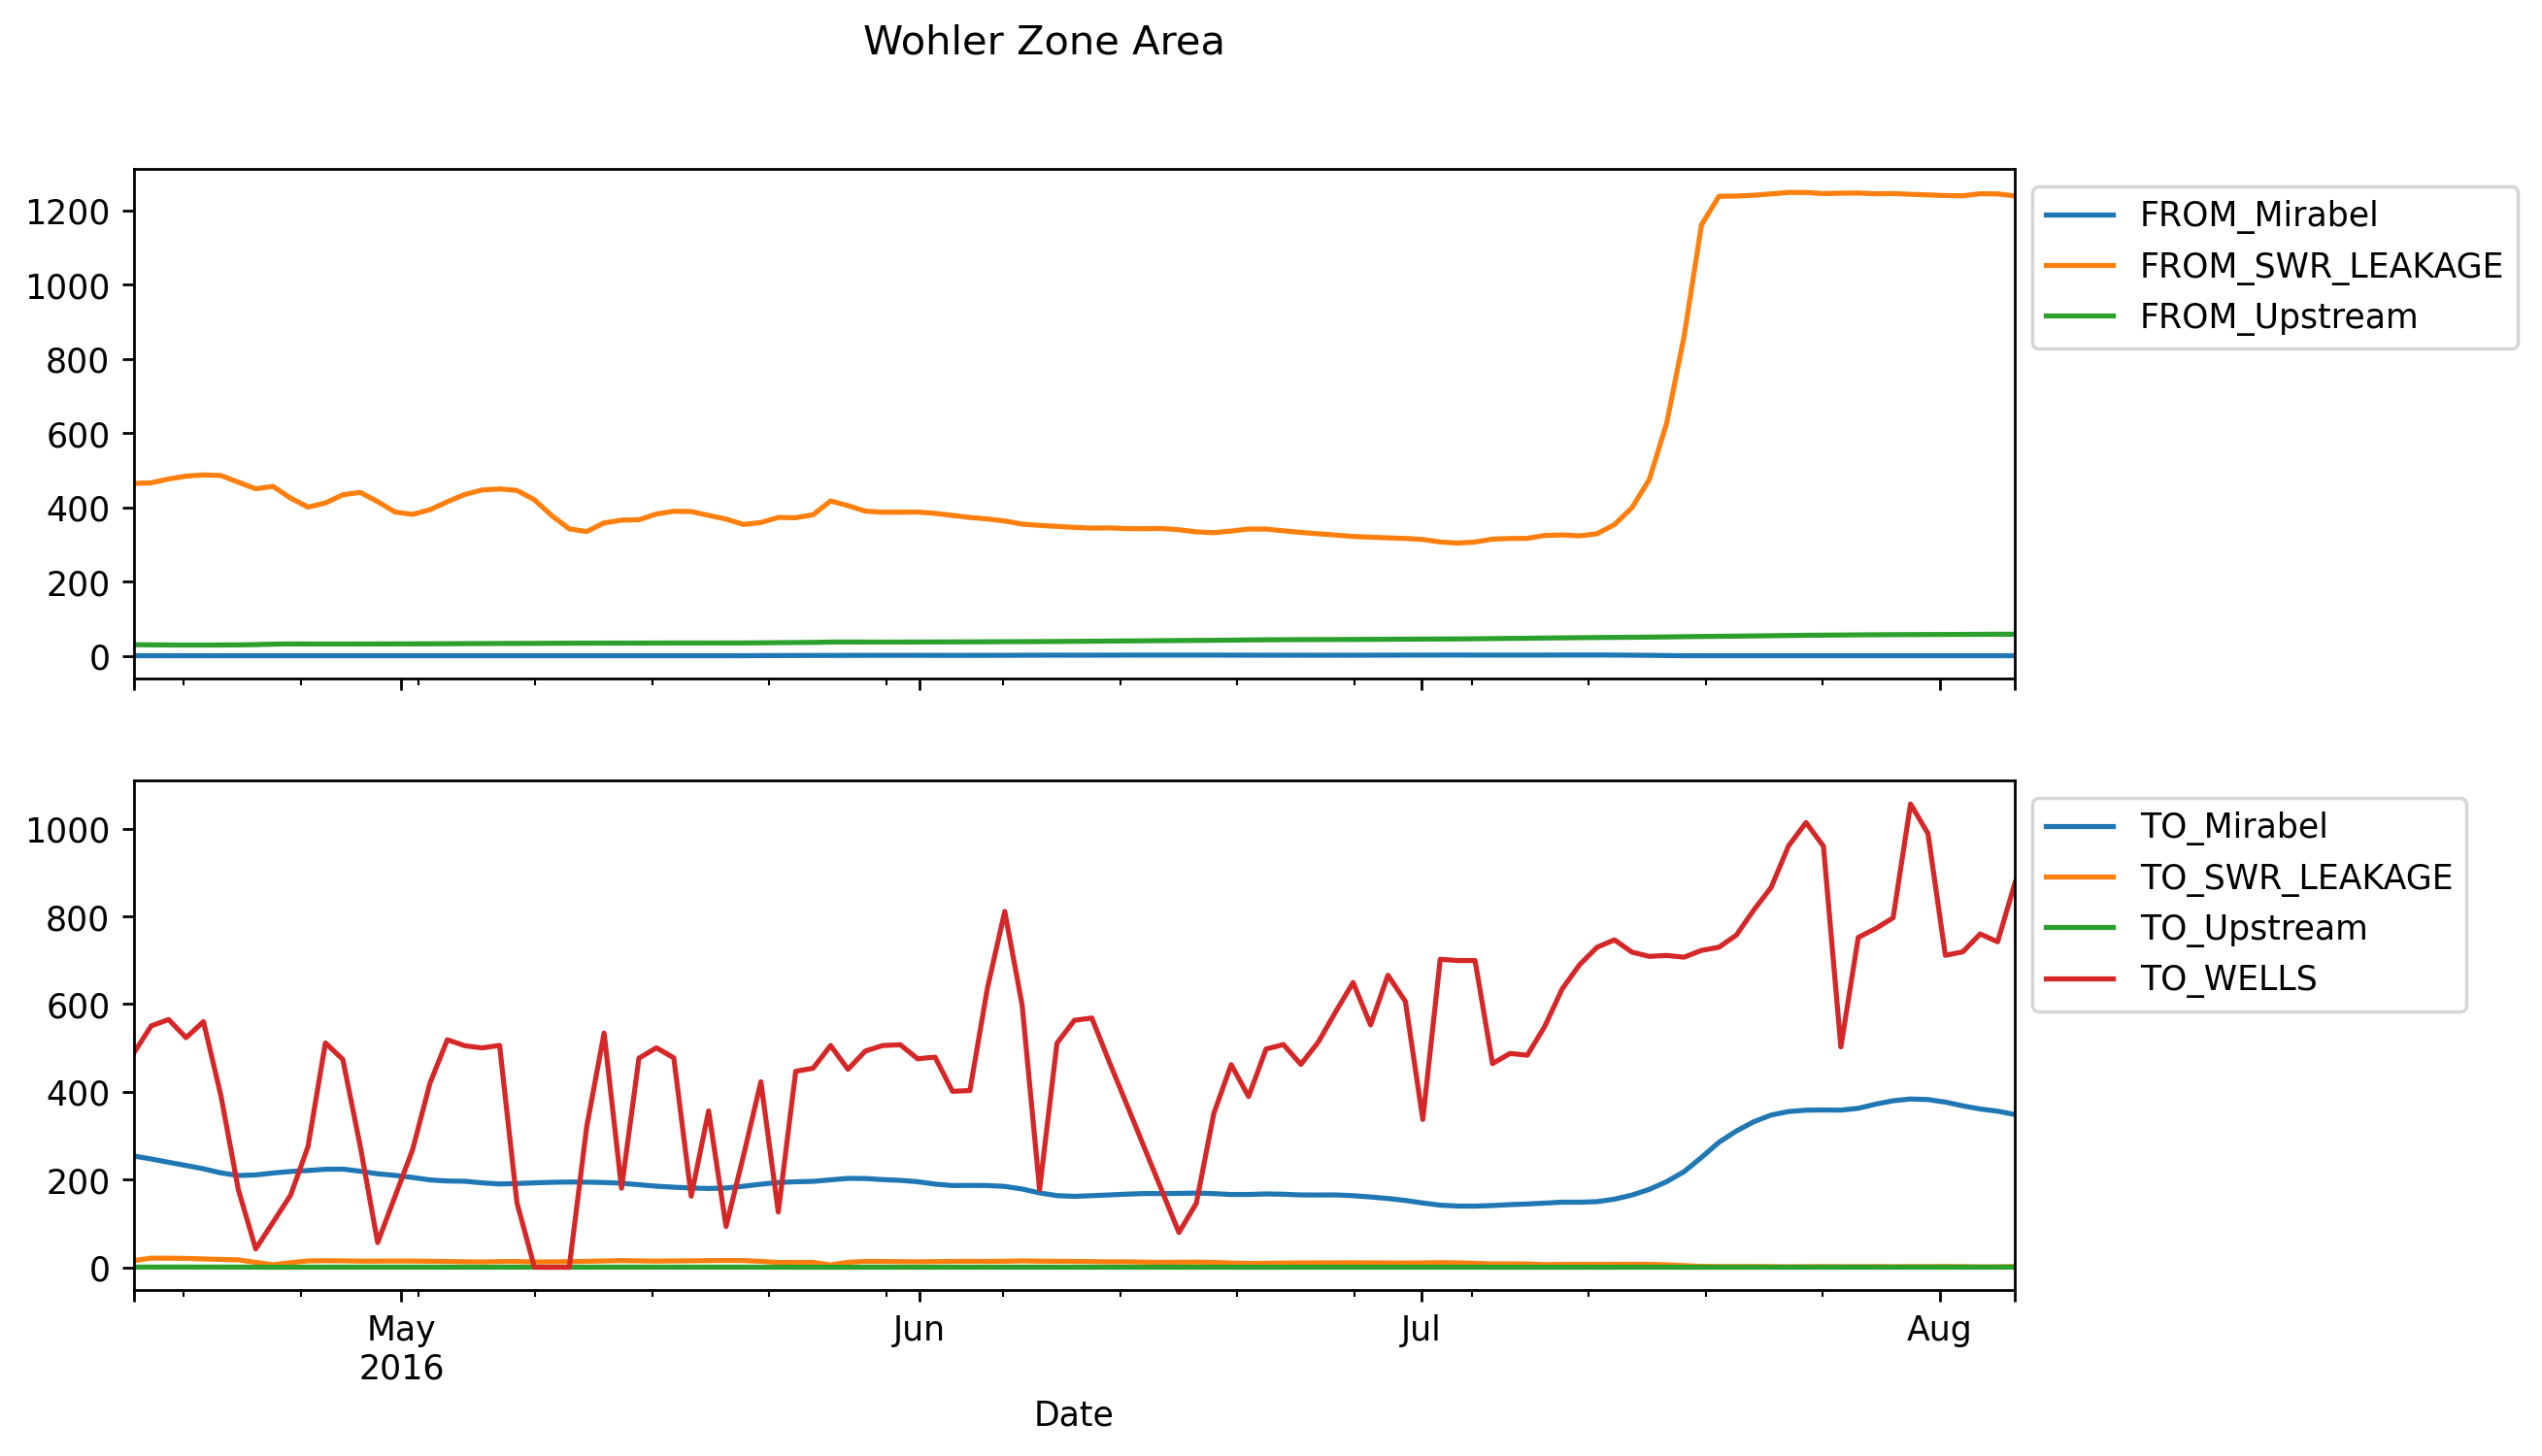 Wohler Zone Area
1200
1000
800
600
400
200
0
FROM_Mirabel
FROM_SWR_LEAKAGE
FROM_Upstream
1000
800
600
400
200
0
TO_Mirabel
TO_SWR_LEAKAGE
TO_Upstream
TO_WELLS
May Jun Jul Aug
2016
Date